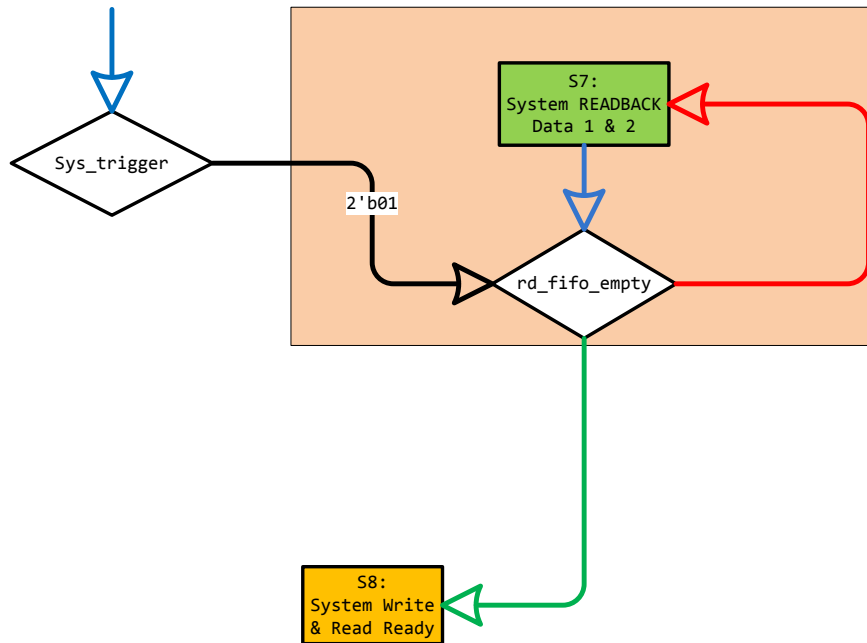 S7:
System READBACK
Data 1 & 2
Sys_trigger
2'b01
rd_fifo_empty
S8:
System Write
& Read Ready